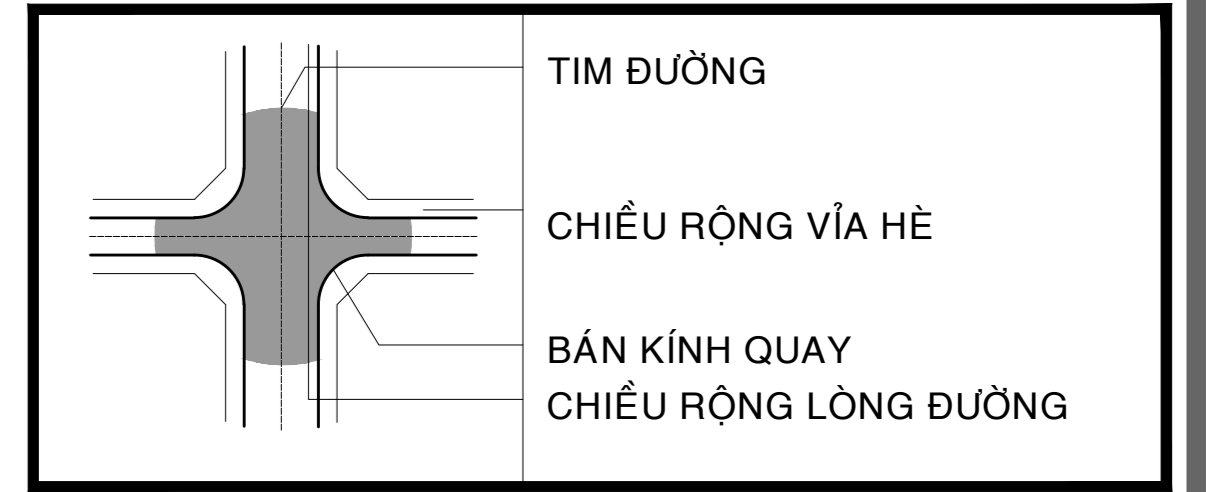 TIM ĐƯỜNG
CHIỀU RỘNG VỈA HÈ
BÁN KÍNH QUAY
CHIỀU RỘNG LÒNG ĐƯỜNG